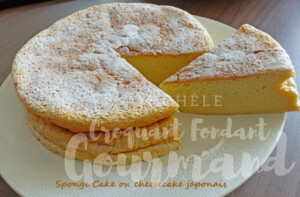 Croquant Fondant
Gourmand
Sponge Cake ou cheesecake japonais